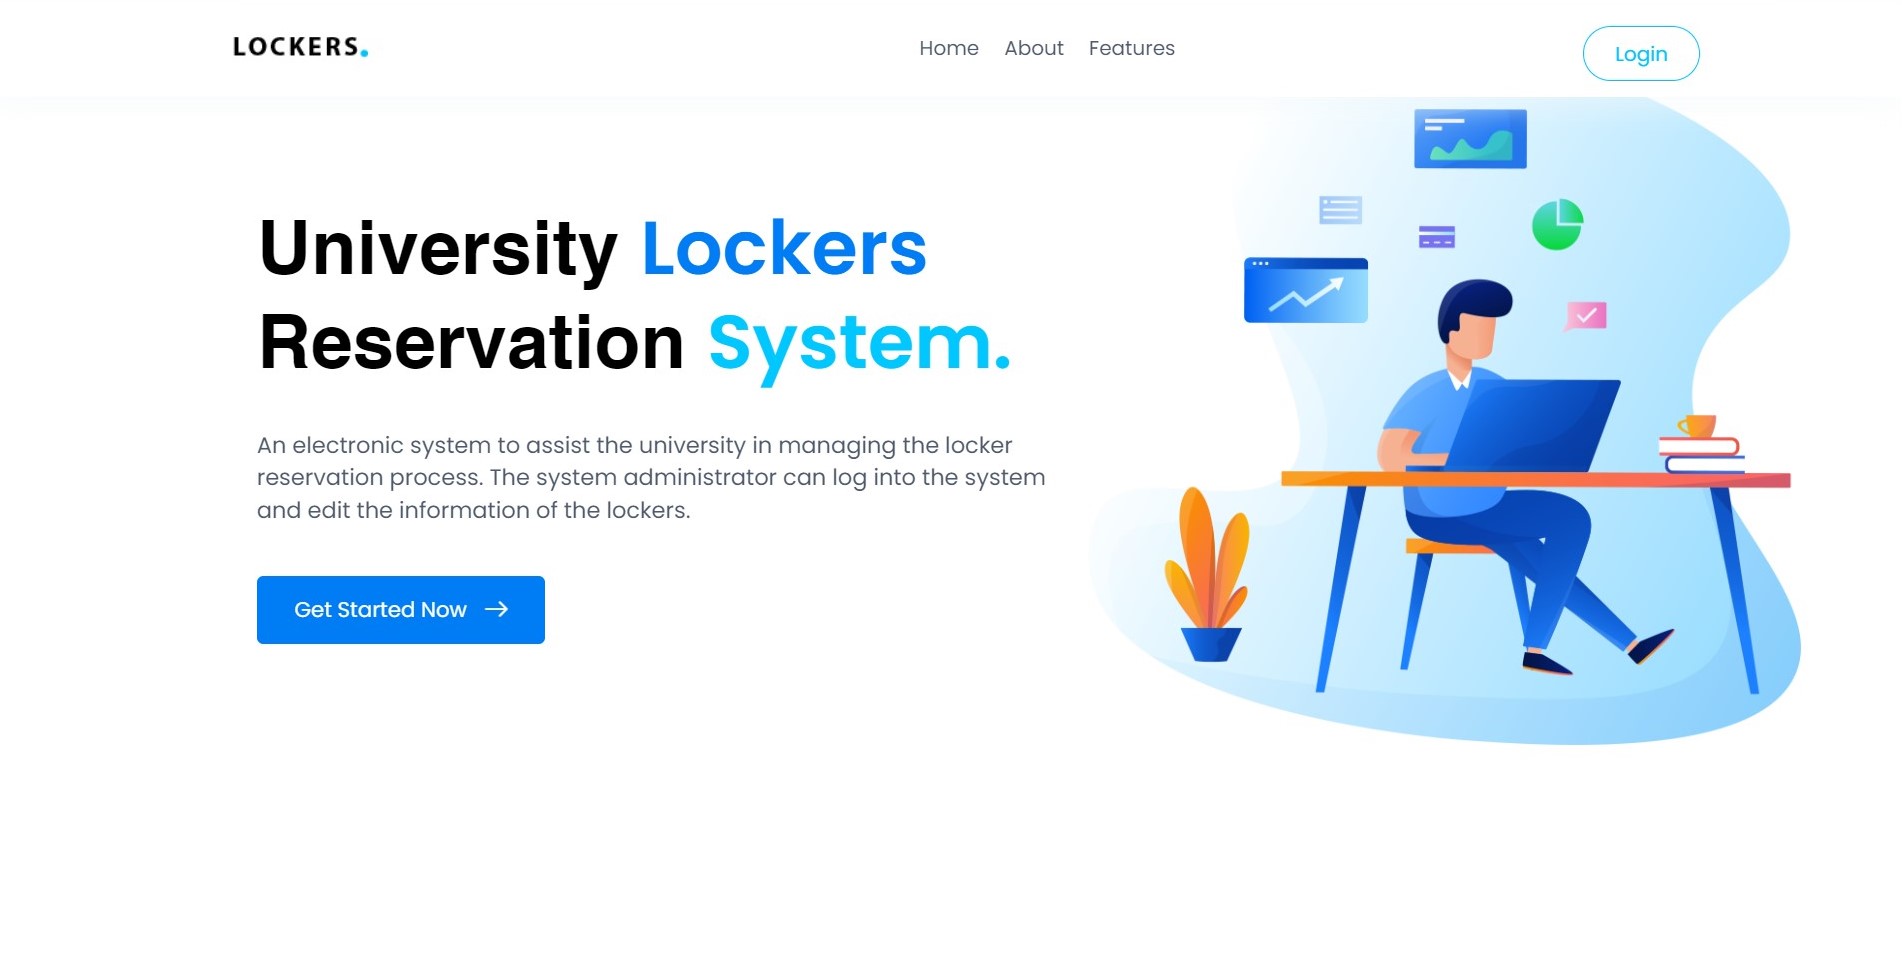 LOCKERS.
Home About Features
Login
University Lockers
Reservation System.
An electronic system to assist the university in managing the locker
reservation process. The system administrator can log into the system
and edit the information of the lockers.
Get Started Now →